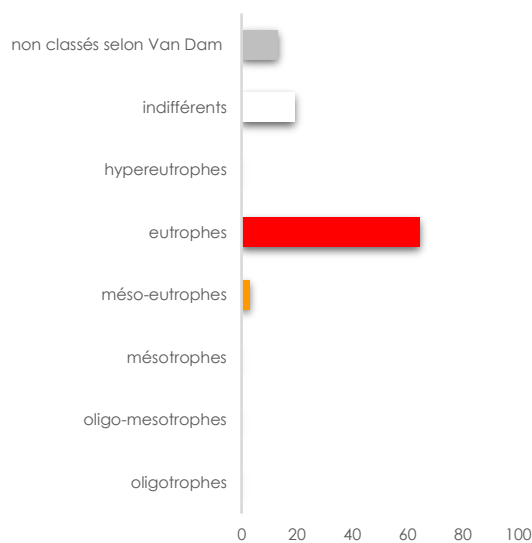 non classés selon Van Dam
indifférents
hypereutrophes
eutrophes
méso-eutrophes
mésotrophes
oligo-mesotrophes
oligotrophes
0 20 40 60 80 100